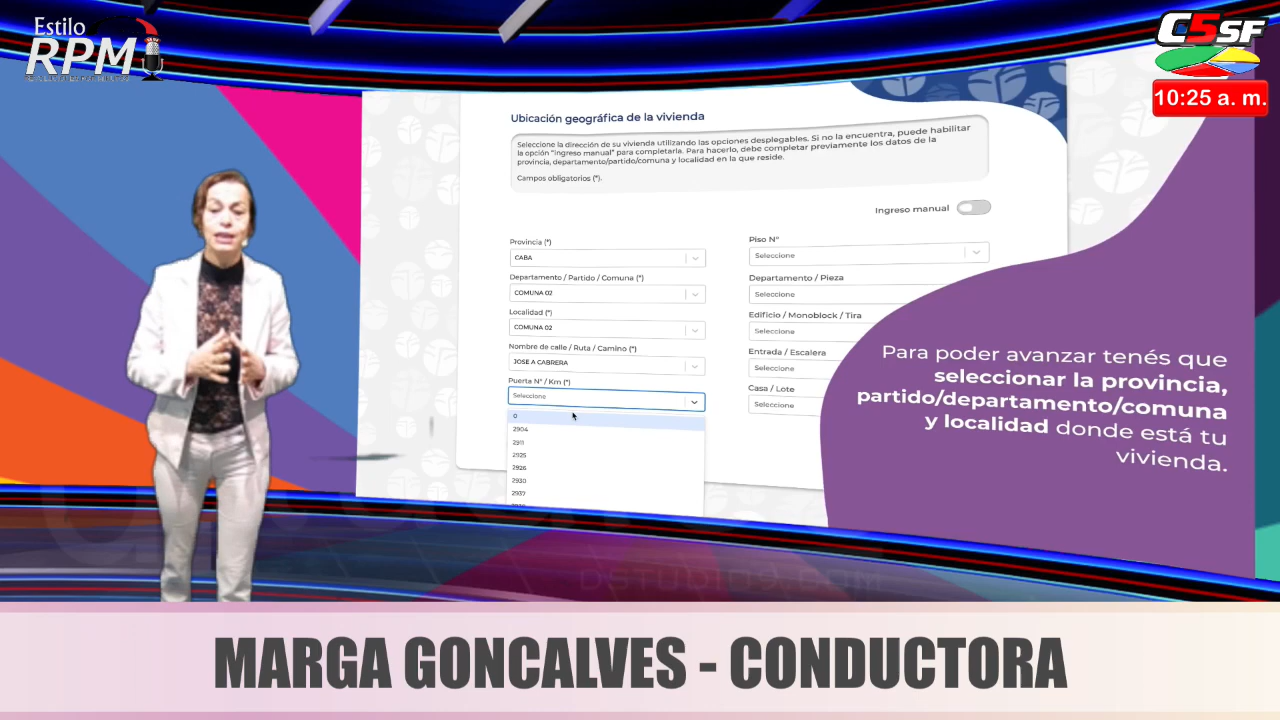 Estilo
RPM
C5SF
10:25 a. m.
Ubicación geográfica de la vivienda
Seleccione la dirección de su vivienda utilizando las opciones desplegables. Si no la encuentra, puede habilitar
la opción "Ingreso manual" para completarla. Para hacerlo, debe completar previamente los datos de la
provincia, departamento/partido/comuna y localidad en la que reside.
Campos obligatorios (*).
Ingreso manual
Provincia (*)
CABA
Departamento / Partido / Comuna (*)
COMUNA 02
Localidad (*)
COMUNA 02
Nombre de calle / Ruta / Camino (*)
JOSE A CABRERA
Puerta N° / Km (*)
Seleccione
0
2904
2911
2925
2926
2930
2937
Piso N°
Seleccione
Departamento / Pieza
Seleccione
Edificio / Monoblock / Tira
Seleccione
Entrada / Escalera
Seleccione
Casa / Lote
Seleccione
Para poder avanzar tenés que
seleccionar la provincia,
partido/departamento/comuna
y localidad donde está tu
vivienda.
MARGA GONCALVES - CONDUCTORA